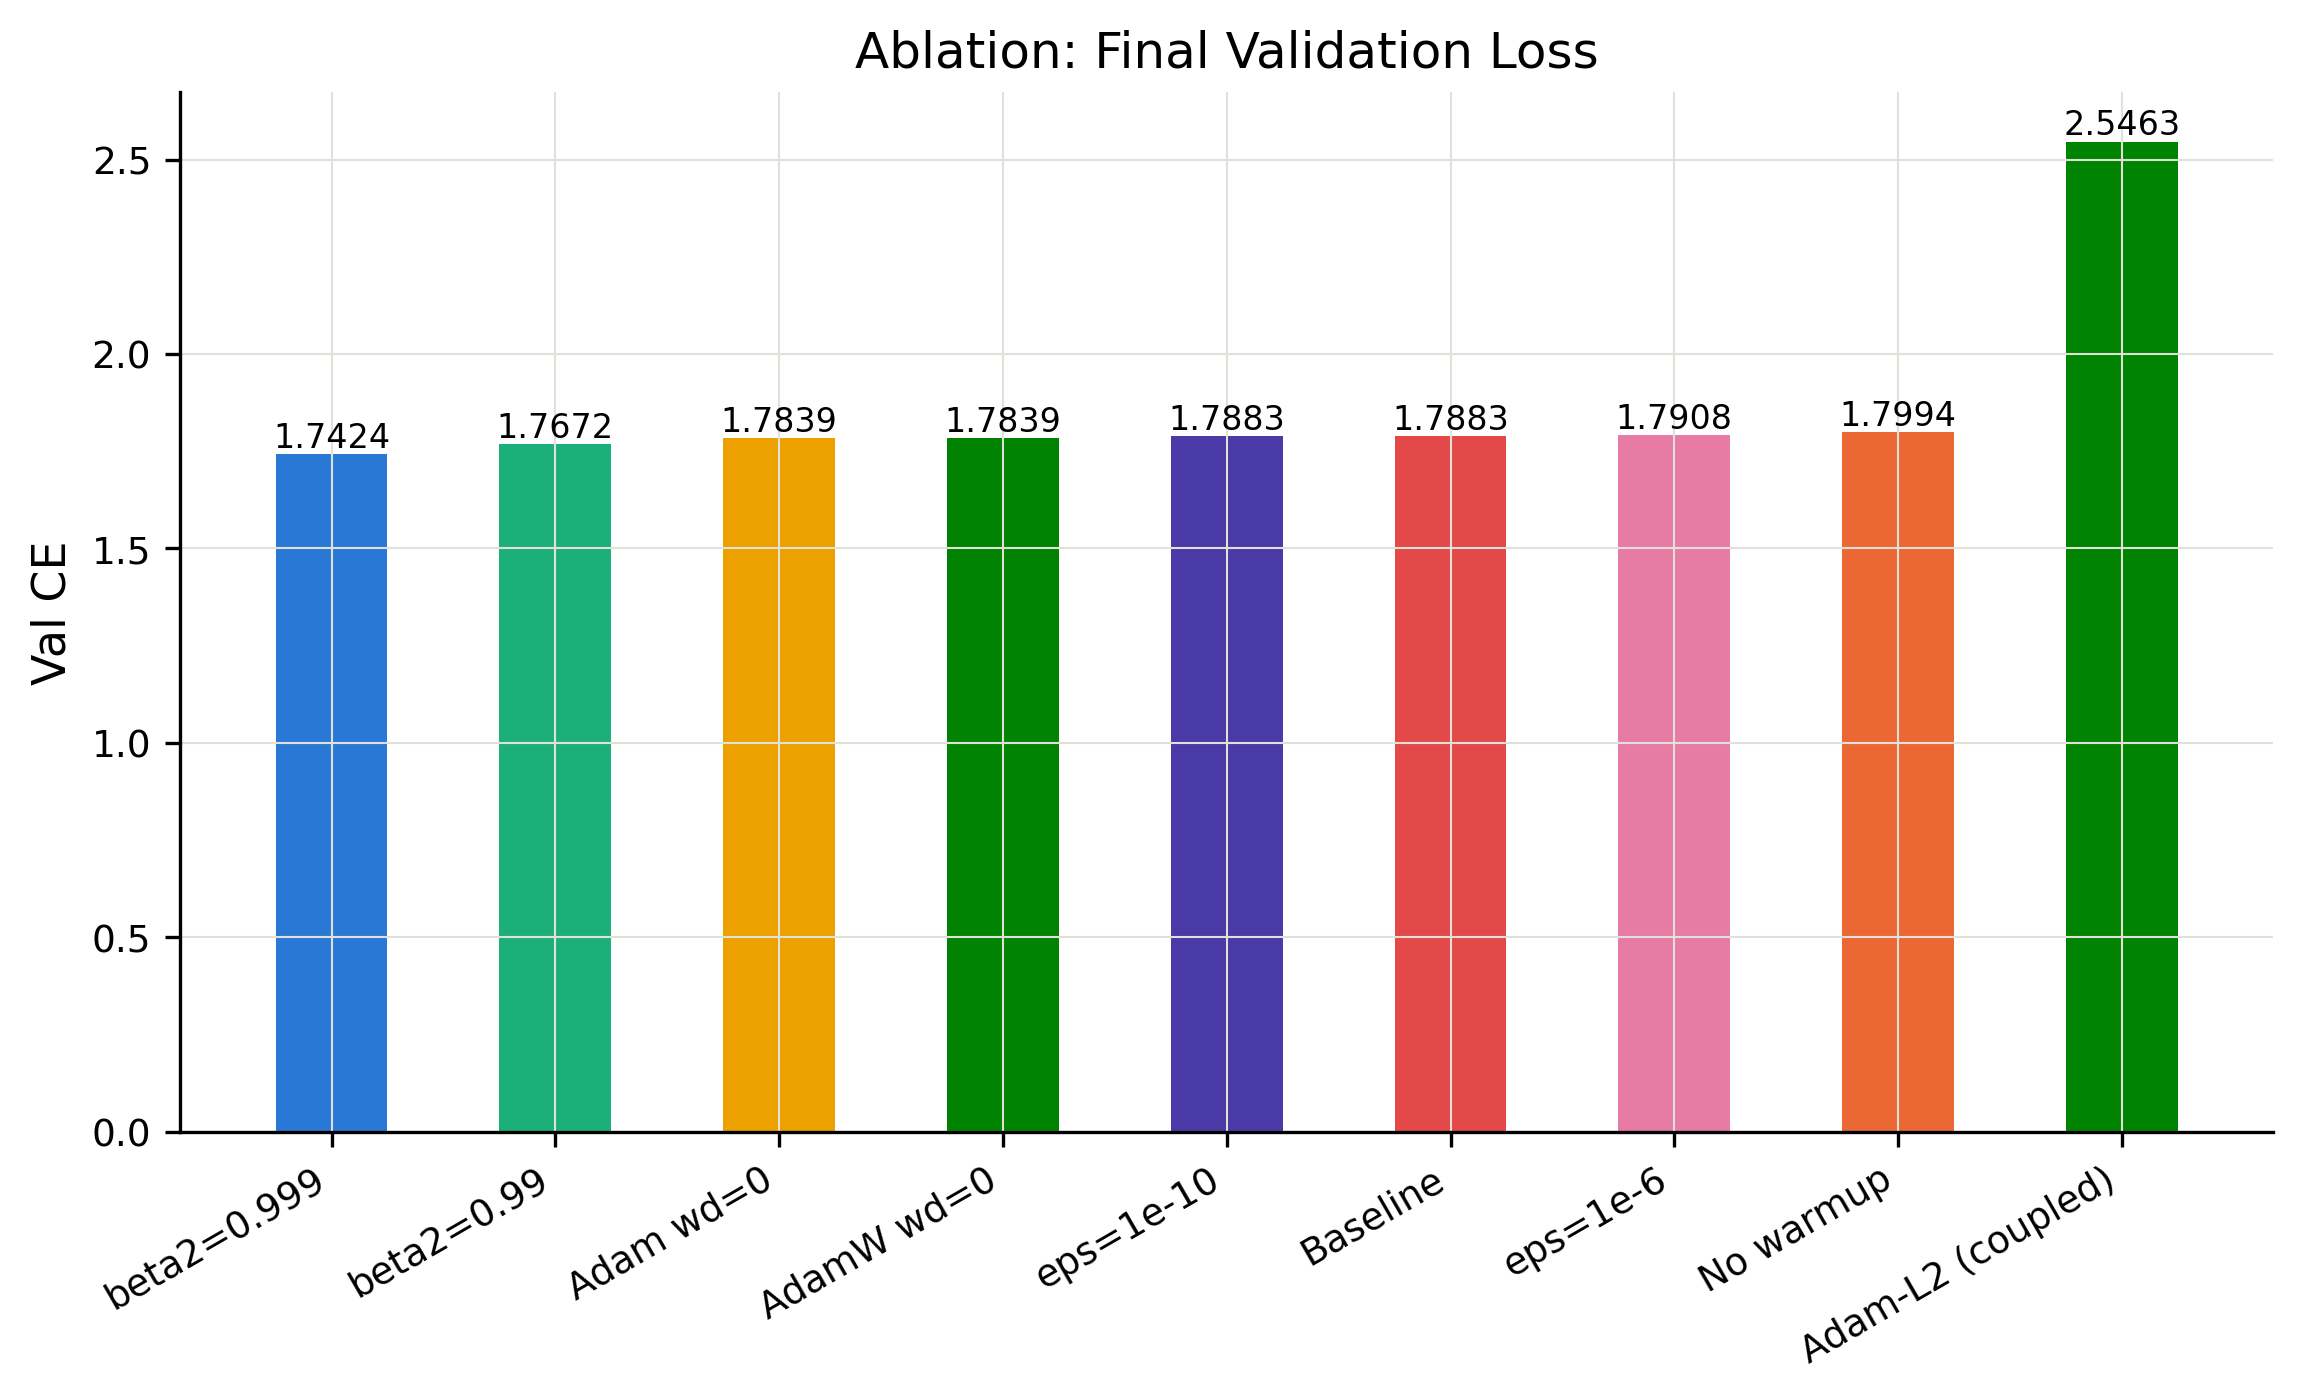 Ablation: Final Validation Loss
Val CE
2.5
2.0
1.5
1.0
0.5
0.0
1.7424
1.7672
1.7839
1.7839
1.7883
1.7883
1.7908
1.7994
2.5463
beta2=0.999
beta2=0.99
Adam wd=0
AdamW wd=0
eps=1e-10
Baseline
eps=1e-6
No warmup
Adam-L2 (coupled)